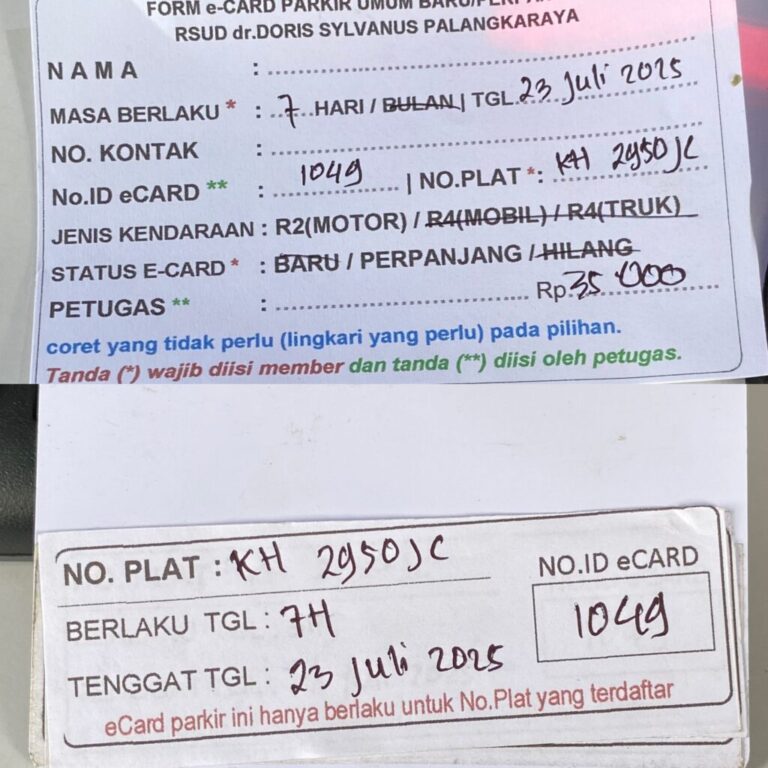 FORM e-CARD PARKIR UMUM BARU/PERPAN
RSUD dr.DORIS SYLVANUS PALANGKARAYA
NAMA : ........................
MASA BERLAKU * : ..7..HARI / BULAN | TGL.23 Juli 2025
NO. KONTAK : ........................
No.ID eCARD ** : 1049 | NO.PLAT *: KH 2950 JC
JENIS KENDARAAN : R2(MOTOR) / R4(MOBIL) / R4(TRUK)
STATUS E-CARD * : BARU / PERPANJANG / HILANG
PETUGAS ** : ........................ Rp.35 000
coret yang tidak perlu (lingkari yang perlu) pada pilihan.
Tanda (*) wajib diisi member dan tanda (**) diisi oleh petugas.
NO. PLAT : KH 2950 JC
NO.ID eCARD
1049
BERLAKU TGL : 7H
TENGGAT TGL : 23 Juli 2025
eCard parkir ini hanya berlaku untuk No.Plat yang terdaftar